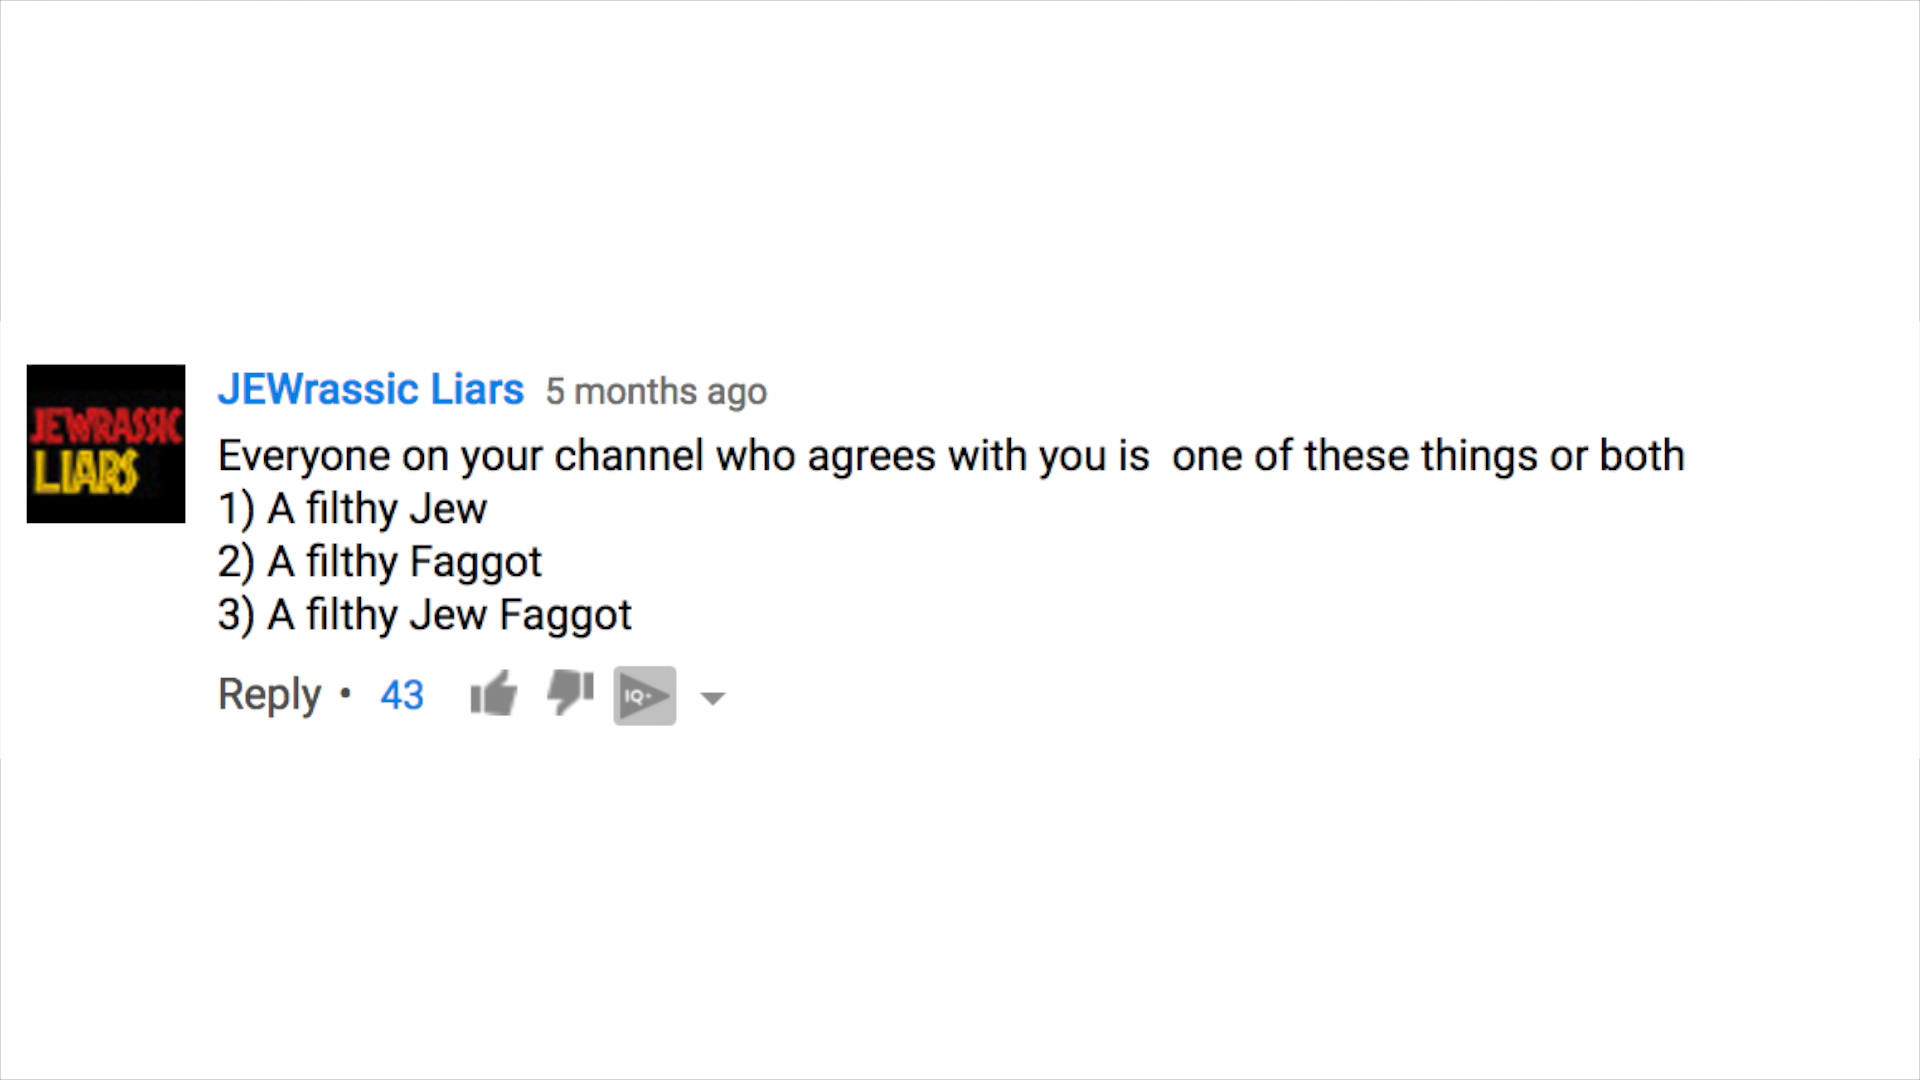 JEWRASSIC
LIARS
JEWrassic Liars 5 months ago
Everyone on your channel who agrees with you is  one of these things or both
1) A filthy Jew
2) A filthy Faggot
3) A filthy Jew Faggot
Reply • 43 IQ+